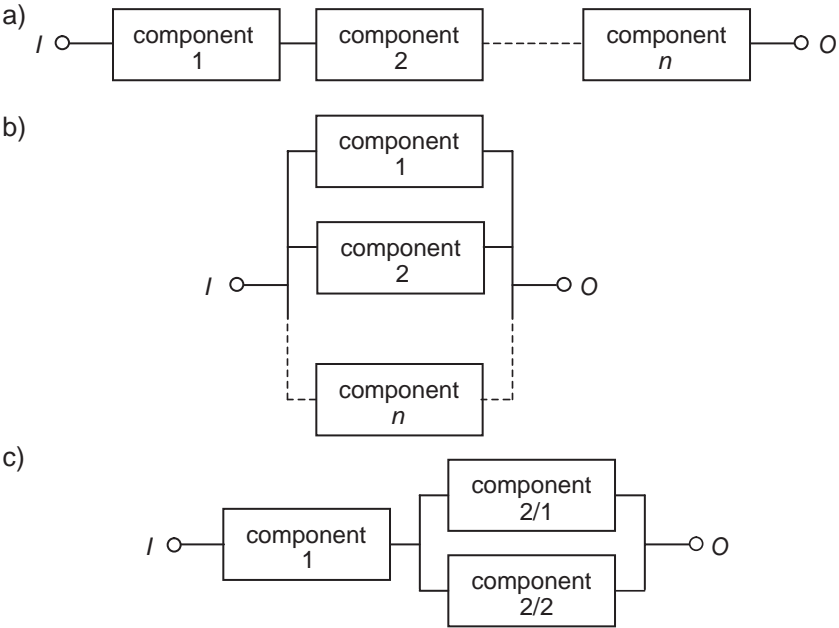 a)
I
component
1
component
2
component
n
O
b)
component
1
component
2
I
O
component
n
c)
component
2/1
I
component
1
O
component
2/2